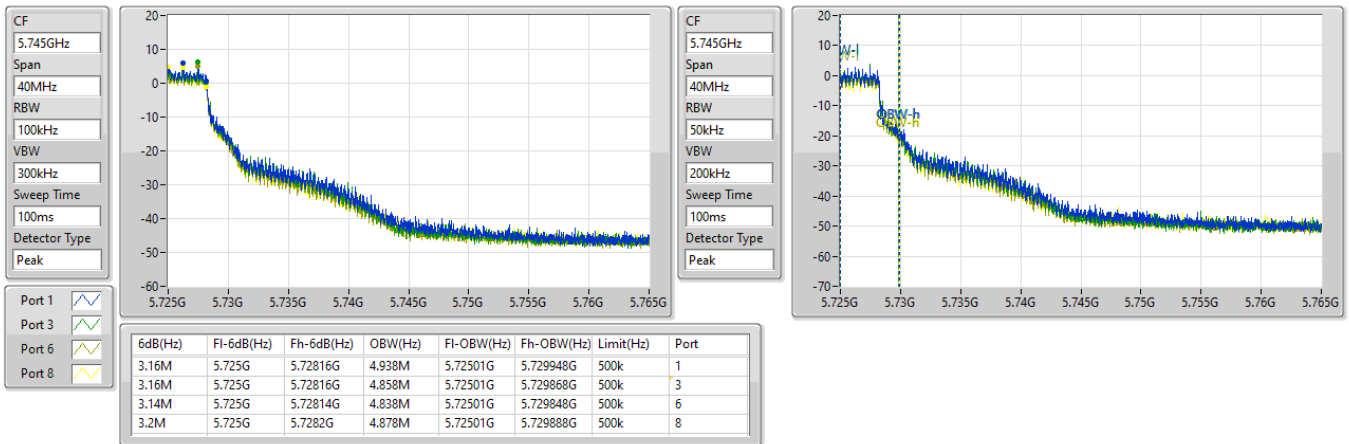 CF
5.745GHz
Span
40MHz
RBW
100kHz
VBW
300kHz
Sweep Time
100ms
Detector Type
Peak
20-
10-
0-
-10-
-20-
-30-
-40-
-50-
-60-
5.725G 5.73G 5.735G 5.74G 5.745G 5.75G 5.755G 5.76G 5.765G
CF
5.745GHz
Span
40MHz
RBW
50kHz
VBW
200kHz
Sweep Time
100ms
Detector Type
Peak
20-
10-
0-
-10-
-20-
-30-
-40-
-50-
-60-
-70-
W-l
OBW-h
OBW-h
5.725G 5.73G 5.735G 5.74G 5.745G 5.75G 5.755G 5.76G 5.765G
Port 1
Port 3
Port 6
Port 8
6dB(Hz) Fl-6dB(Hz) Fh-6dB(Hz) OBW(Hz) Fl-OBW(Hz) Fh-OBW(Hz) Limit(Hz) Port
3.16M 5.725G 5.72816G 4.938M 5.72501G 5.729948G 500k 1
3.16M 5.725G 5.72816G 4.858M 5.72501G 5.729868G 500k 3
3.14M 5.725G 5.72814G 4.838M 5.72501G 5.729848G 500k 6
3.2M 5.725G 5.7282G 4.878M 5.72501G 5.729888G 500k 8